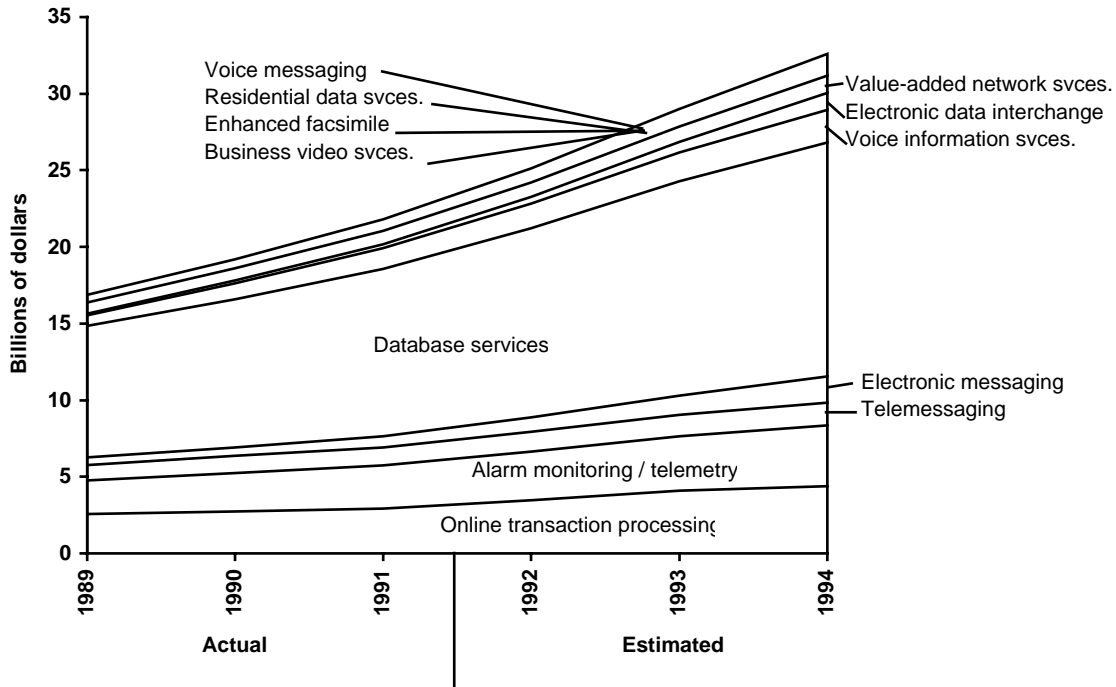 35
30
25
20
15
10
5
0
Billions of dollars
Voice messaging
Residential data svces.
Enhanced facsimile
Business video svces.
Value-added network svces.
Electronic data interchange
Voice information svces.
Database services
Electronic messaging
Telemessaging
Alarm monitoring / telemetry
Online transaction processing
1989
1990
1991
1992
1993
1994
Actual
Estimated